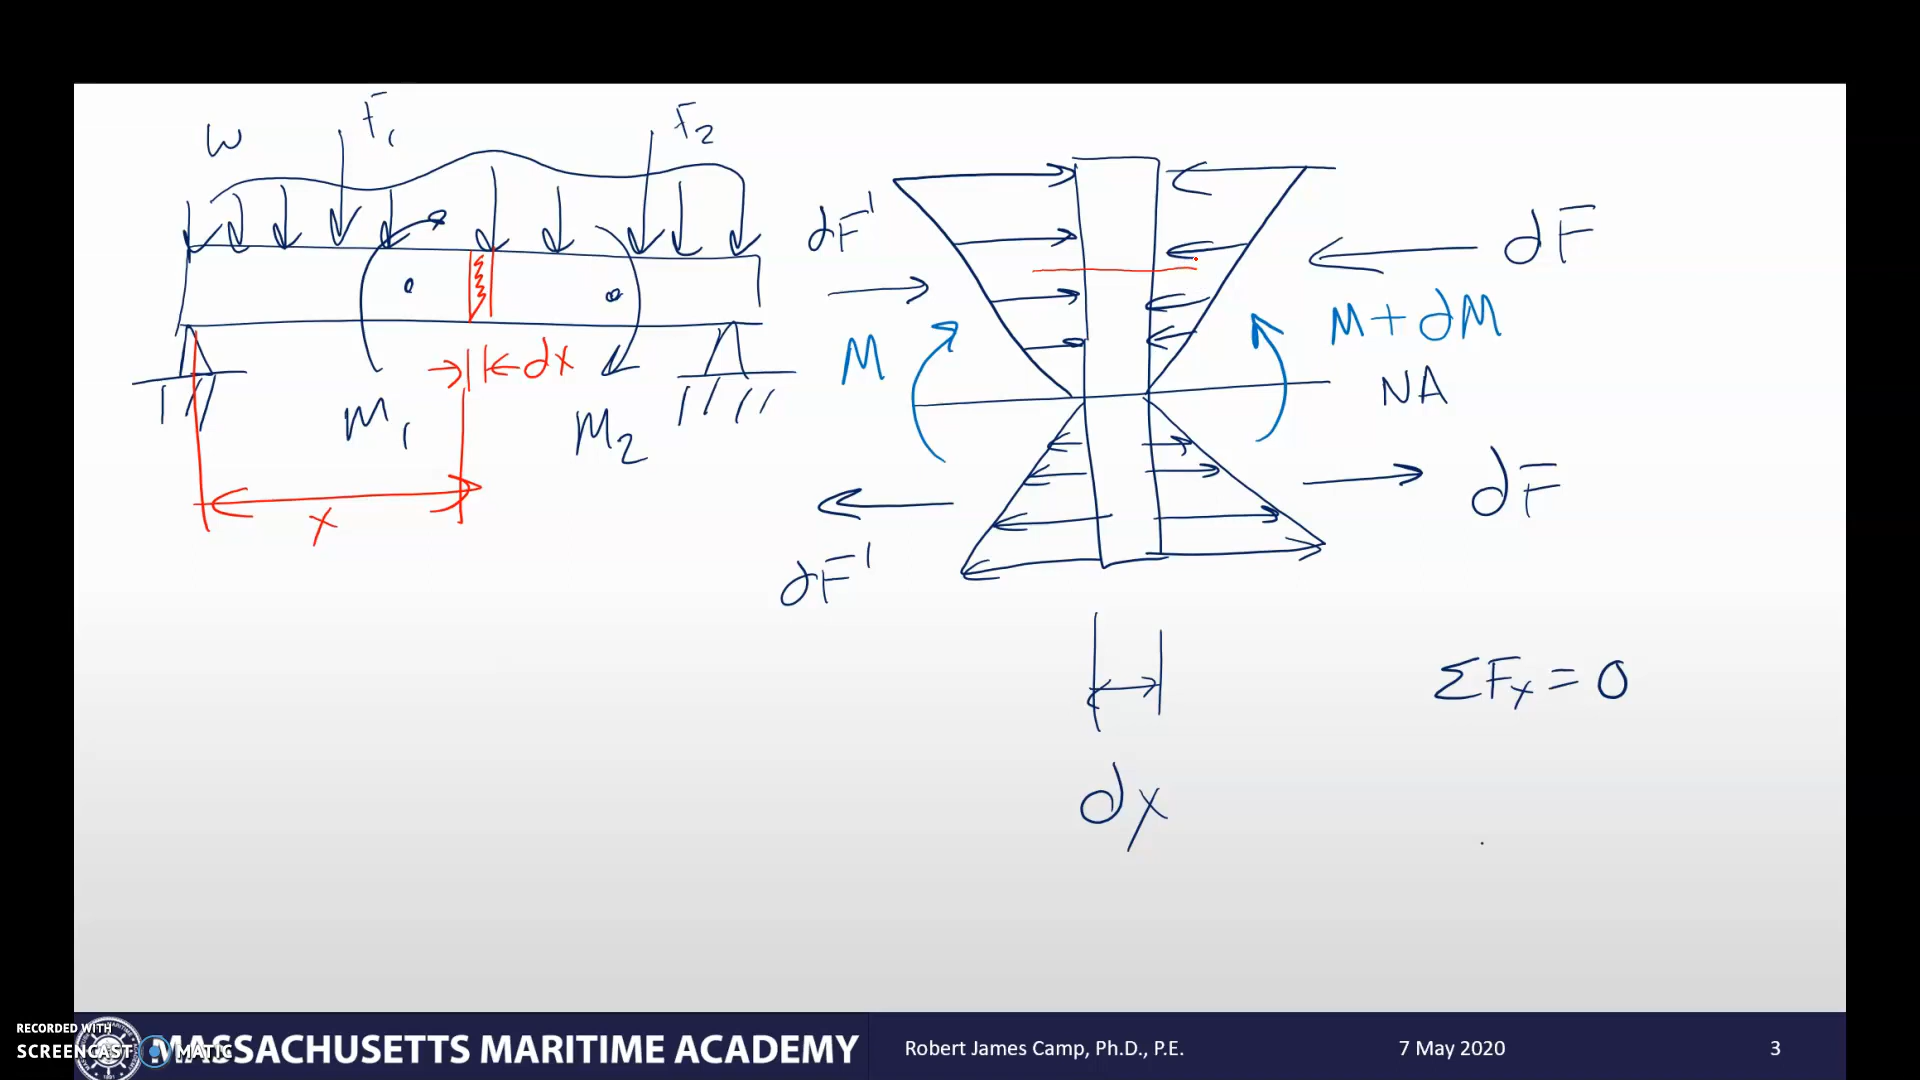 w
F₁
F₂
dx
M₁
M₂
x
dF'
dF
M
M + dM
NA
dF
dF'
ΣFₓ = 0
dx
RECORDED WITH
SCREENCAST MATIC
MASSACHUSETTS MARITIME ACADEMY
Robert James Camp, Ph.D., P.E.
7 May 2020
3